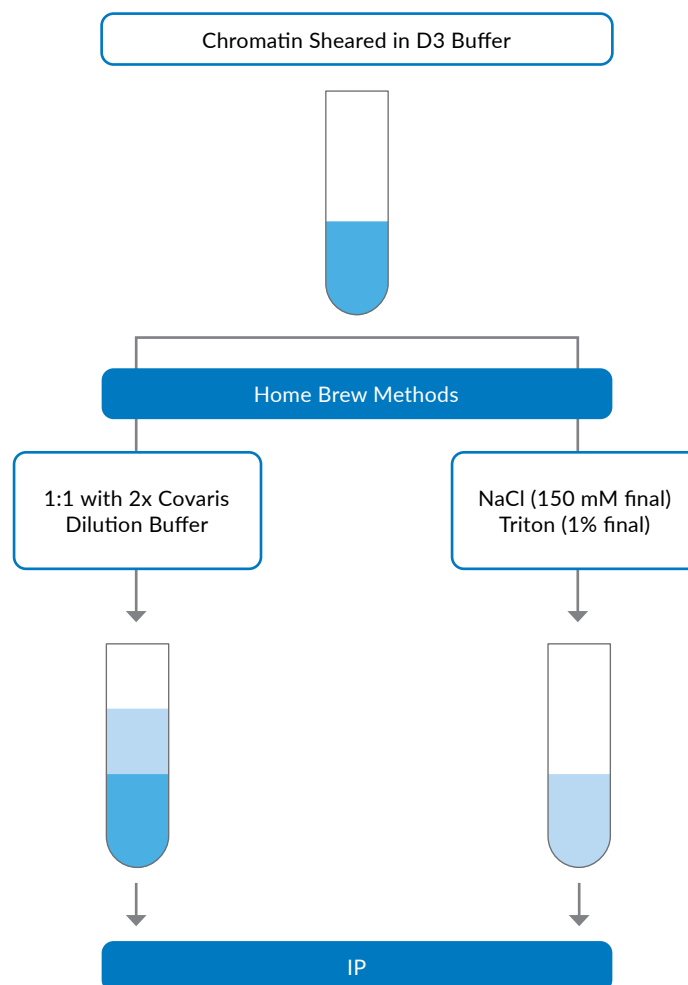 Chromatin Sheared in D3 Buffer
Home Brew Methods
1:1 with 2x Covaris
Dilution Buffer
NaCl (150 mM final)
Triton (1% final)
IP